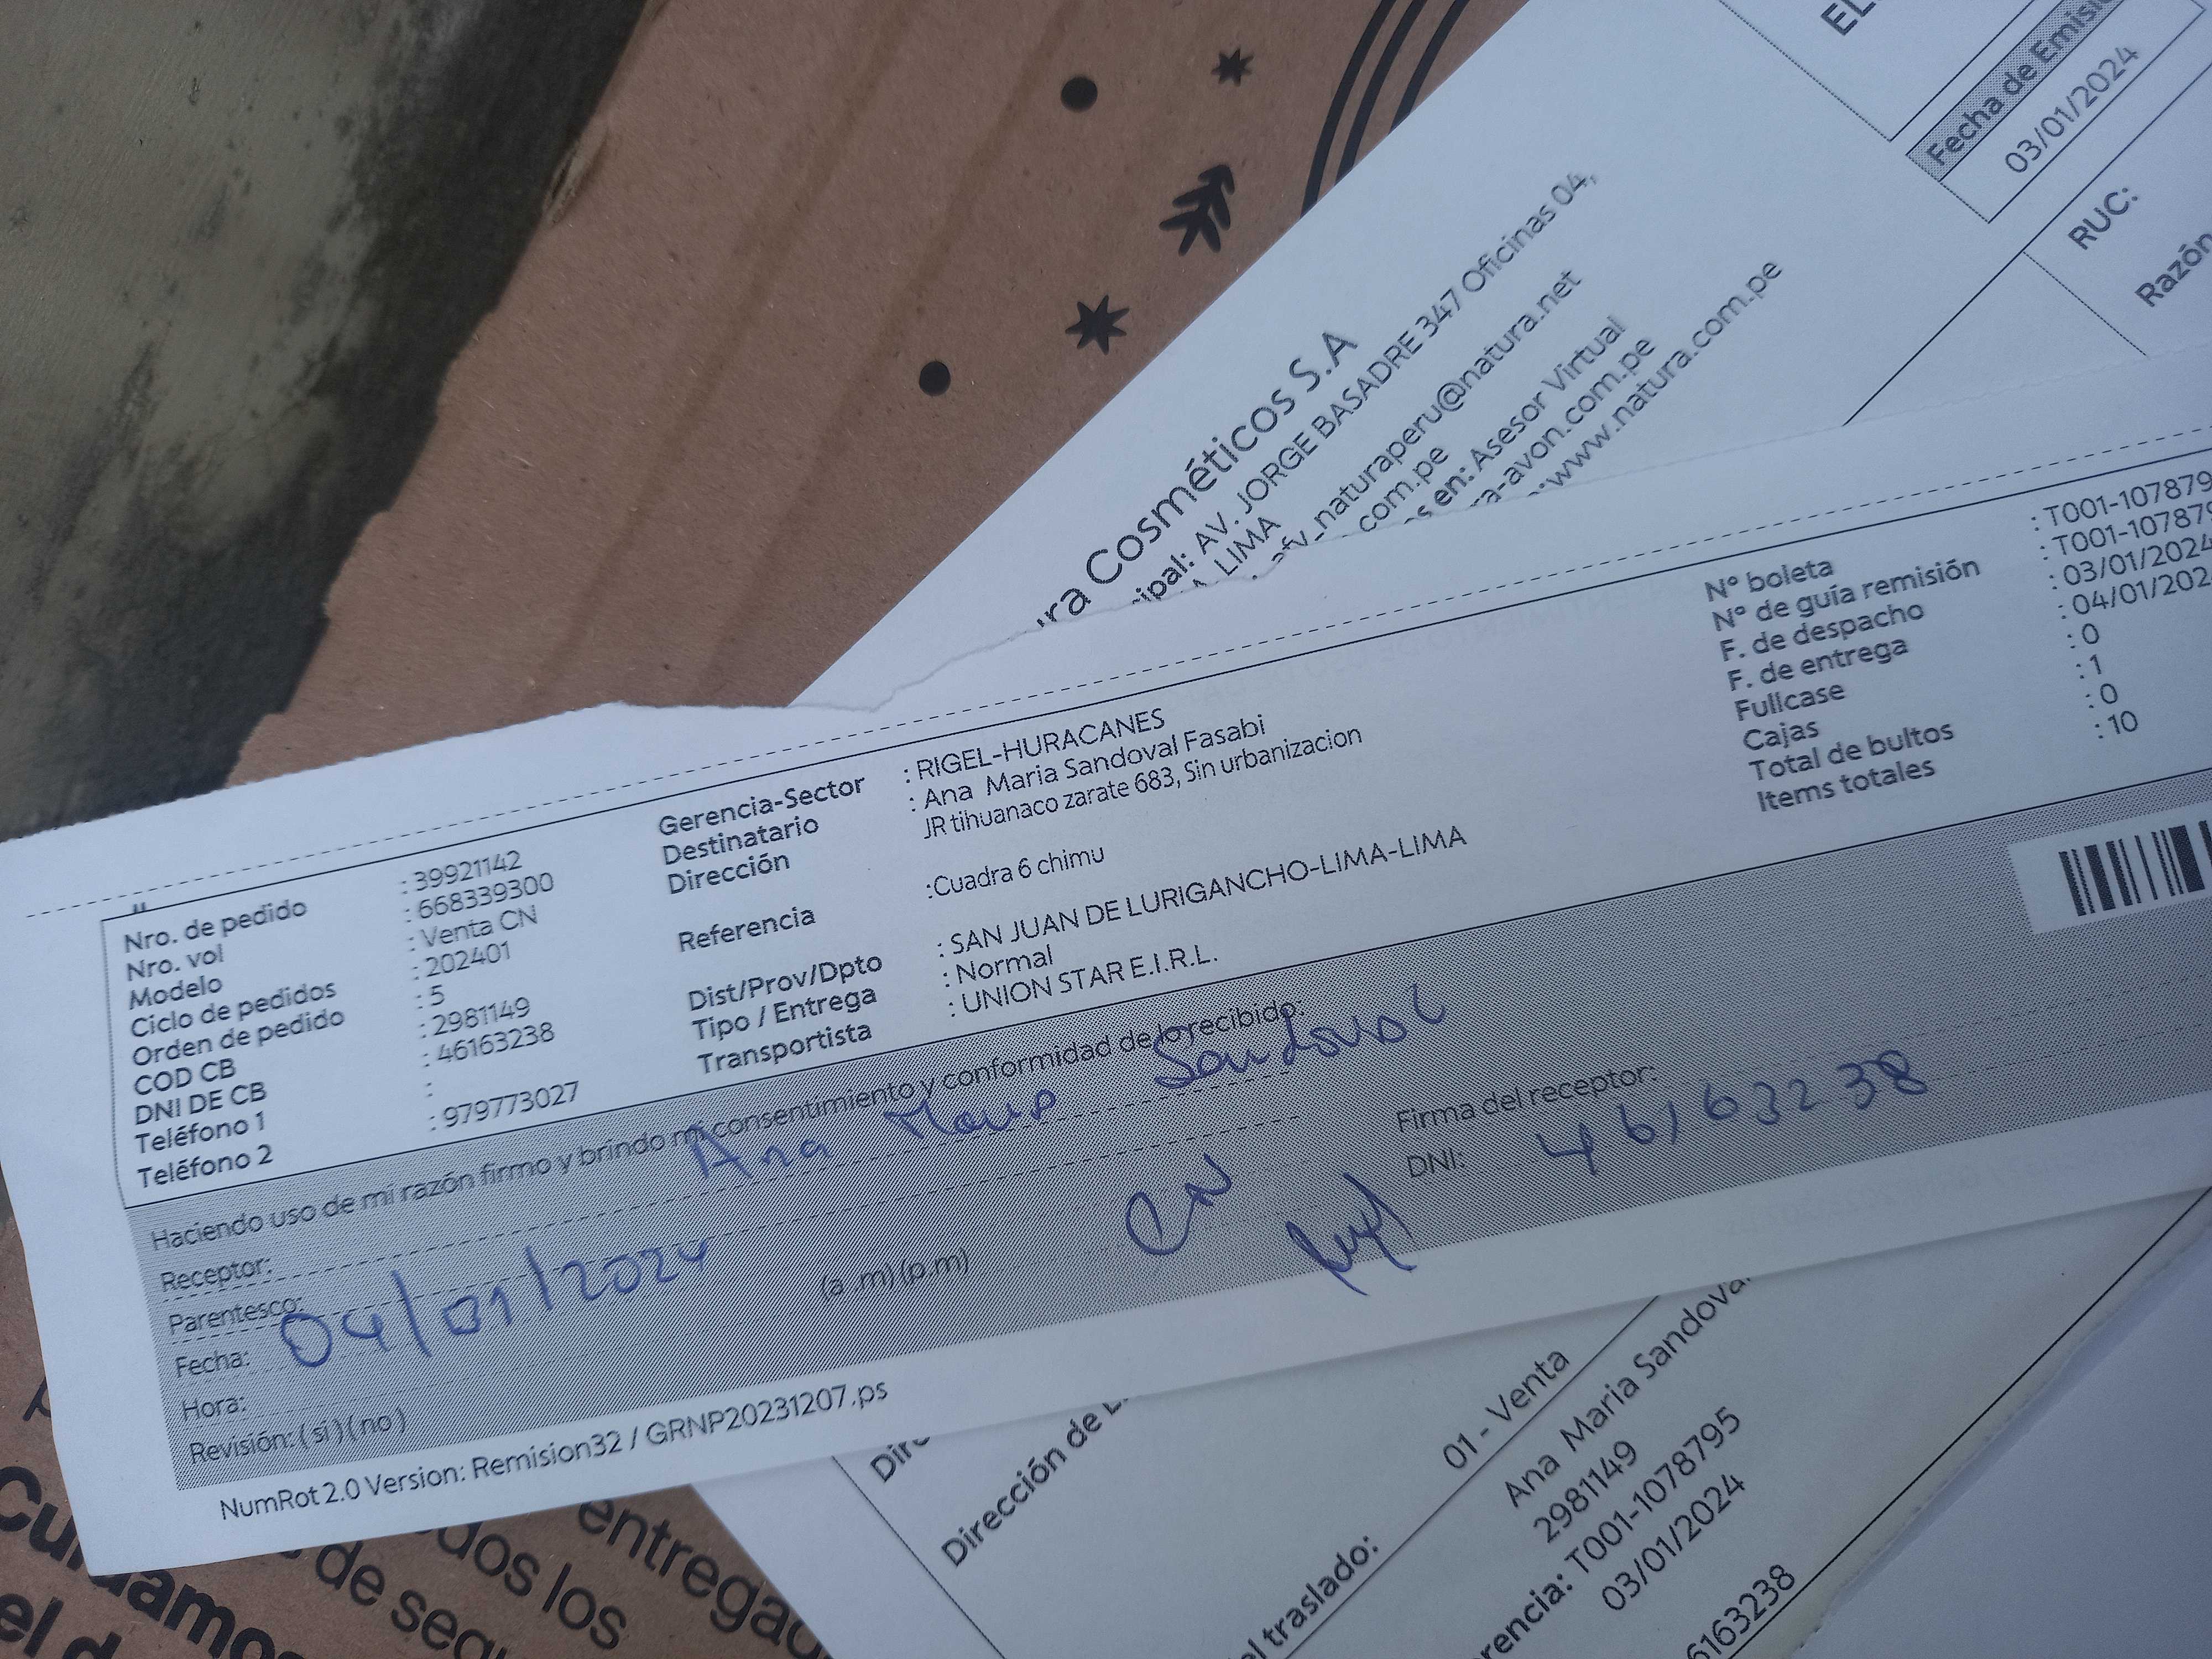 Fecha de Emisió
03/01/2024
RUC:
Razón
ra Cosméticos S.A
ipal: AV. JORGE BASADRE 347 Oficinas 04,
LIMA
_naturaperu@natura.net
com.pe
en: Asesor Virtual
a-avon.com.pe
www.natura.com.pe
Nro. de pedido : 39921142
Nro. vol : 668339300
Modelo : Venta CN
Ciclo de pedidos : 202401
Orden de pedido : 5
COD CB : 2981149
DNI DE CB : 46163238
Teléfono 1 :
Teléfono 2 : 979773027
Gerencia-Sector : RIGEL-HURACANES
Destinatario : Ana Maria Sandoval Fasabi
Dirección JR tihuanaco zarate 683, Sin urbanizacion
Referencia :Cuadra 6 chimu
Dist/Prov/Dpto : SAN JUAN DE LURIGANCHO-LIMA-LIMA
Tipo / Entrega : Normal
Transportista : UNION STAR E.I.R.L.
N° boleta : T001-107879
N° de guía remisión : T001-107879
F. de despacho : 03/01/2024
F. de entrega : 04/01/202
Fullcase : 0
Cajas : 1
Total de bultos : 0
Items totales : 10
Haciendo uso de mi razón firmo y brindo mi consentimiento y conformidad de lo recibido:
Receptor: Ana Maria Sandoval
Parentesco: CN
Fecha: 04/01/2024
Hora: (a .m)(p.m)
Revisión: (si)(no)
Firma del receptor:
DNI: 46163238
NumRot 2.0 Version: Remision32 / GRNP20231207.ps
Dirección de
01 - Venta
el traslado:
Ana Maria Sandova
2981149
rencia: T001-1078795
03/01/2024
6163238
entregad
dos los
de seg